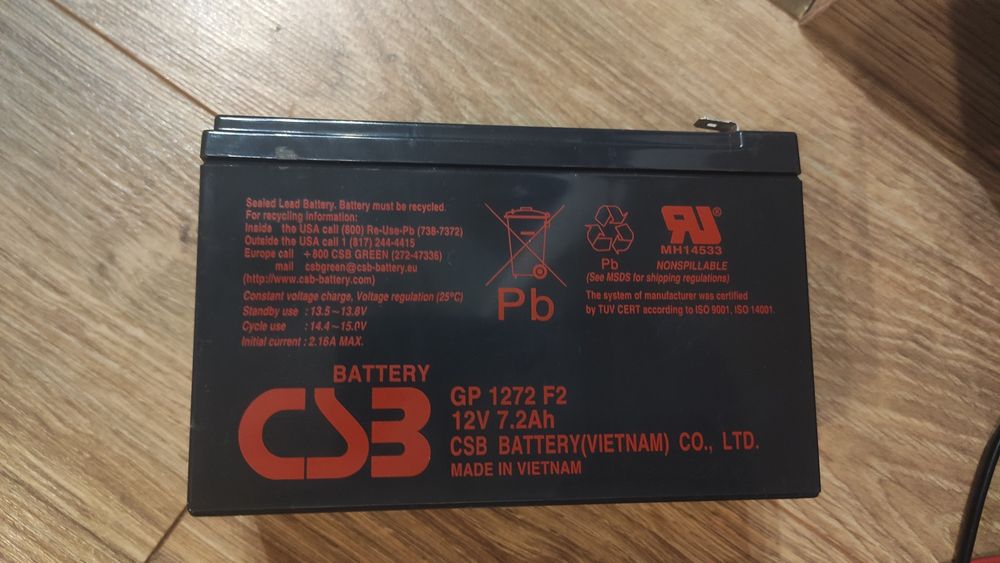 Sealed Lead Battery. Battery must be recycled.
For recycling information:
Inside the USA call (800) Re-Use-Pb (738-7372)
Outside the USA call 1 (817) 244-4415
Europe call +800 CSB GREEN (272-47336)
mail csbgreen@csb-battery.eu
(http://www.csb-battery.com)
Constant voltage charge, Voltage regulation (25°C)
Standby use : 13.5~13.8V
Cycle use : 14.4~15.0V
Initial current : 2.16A MAX.
Pb
Pb
RU®
MH14533
NONSPILLABLE
(See MSDS for shipping regulations)
The system of manufacturer was certified
by TUV CERT according to ISO 9001, ISO 14001.
BATTERY
CSB
GP 1272 F2
12V 7.2Ah
CSB BATTERY(VIETNAM) CO., LTD.
MADE IN VIETNAM